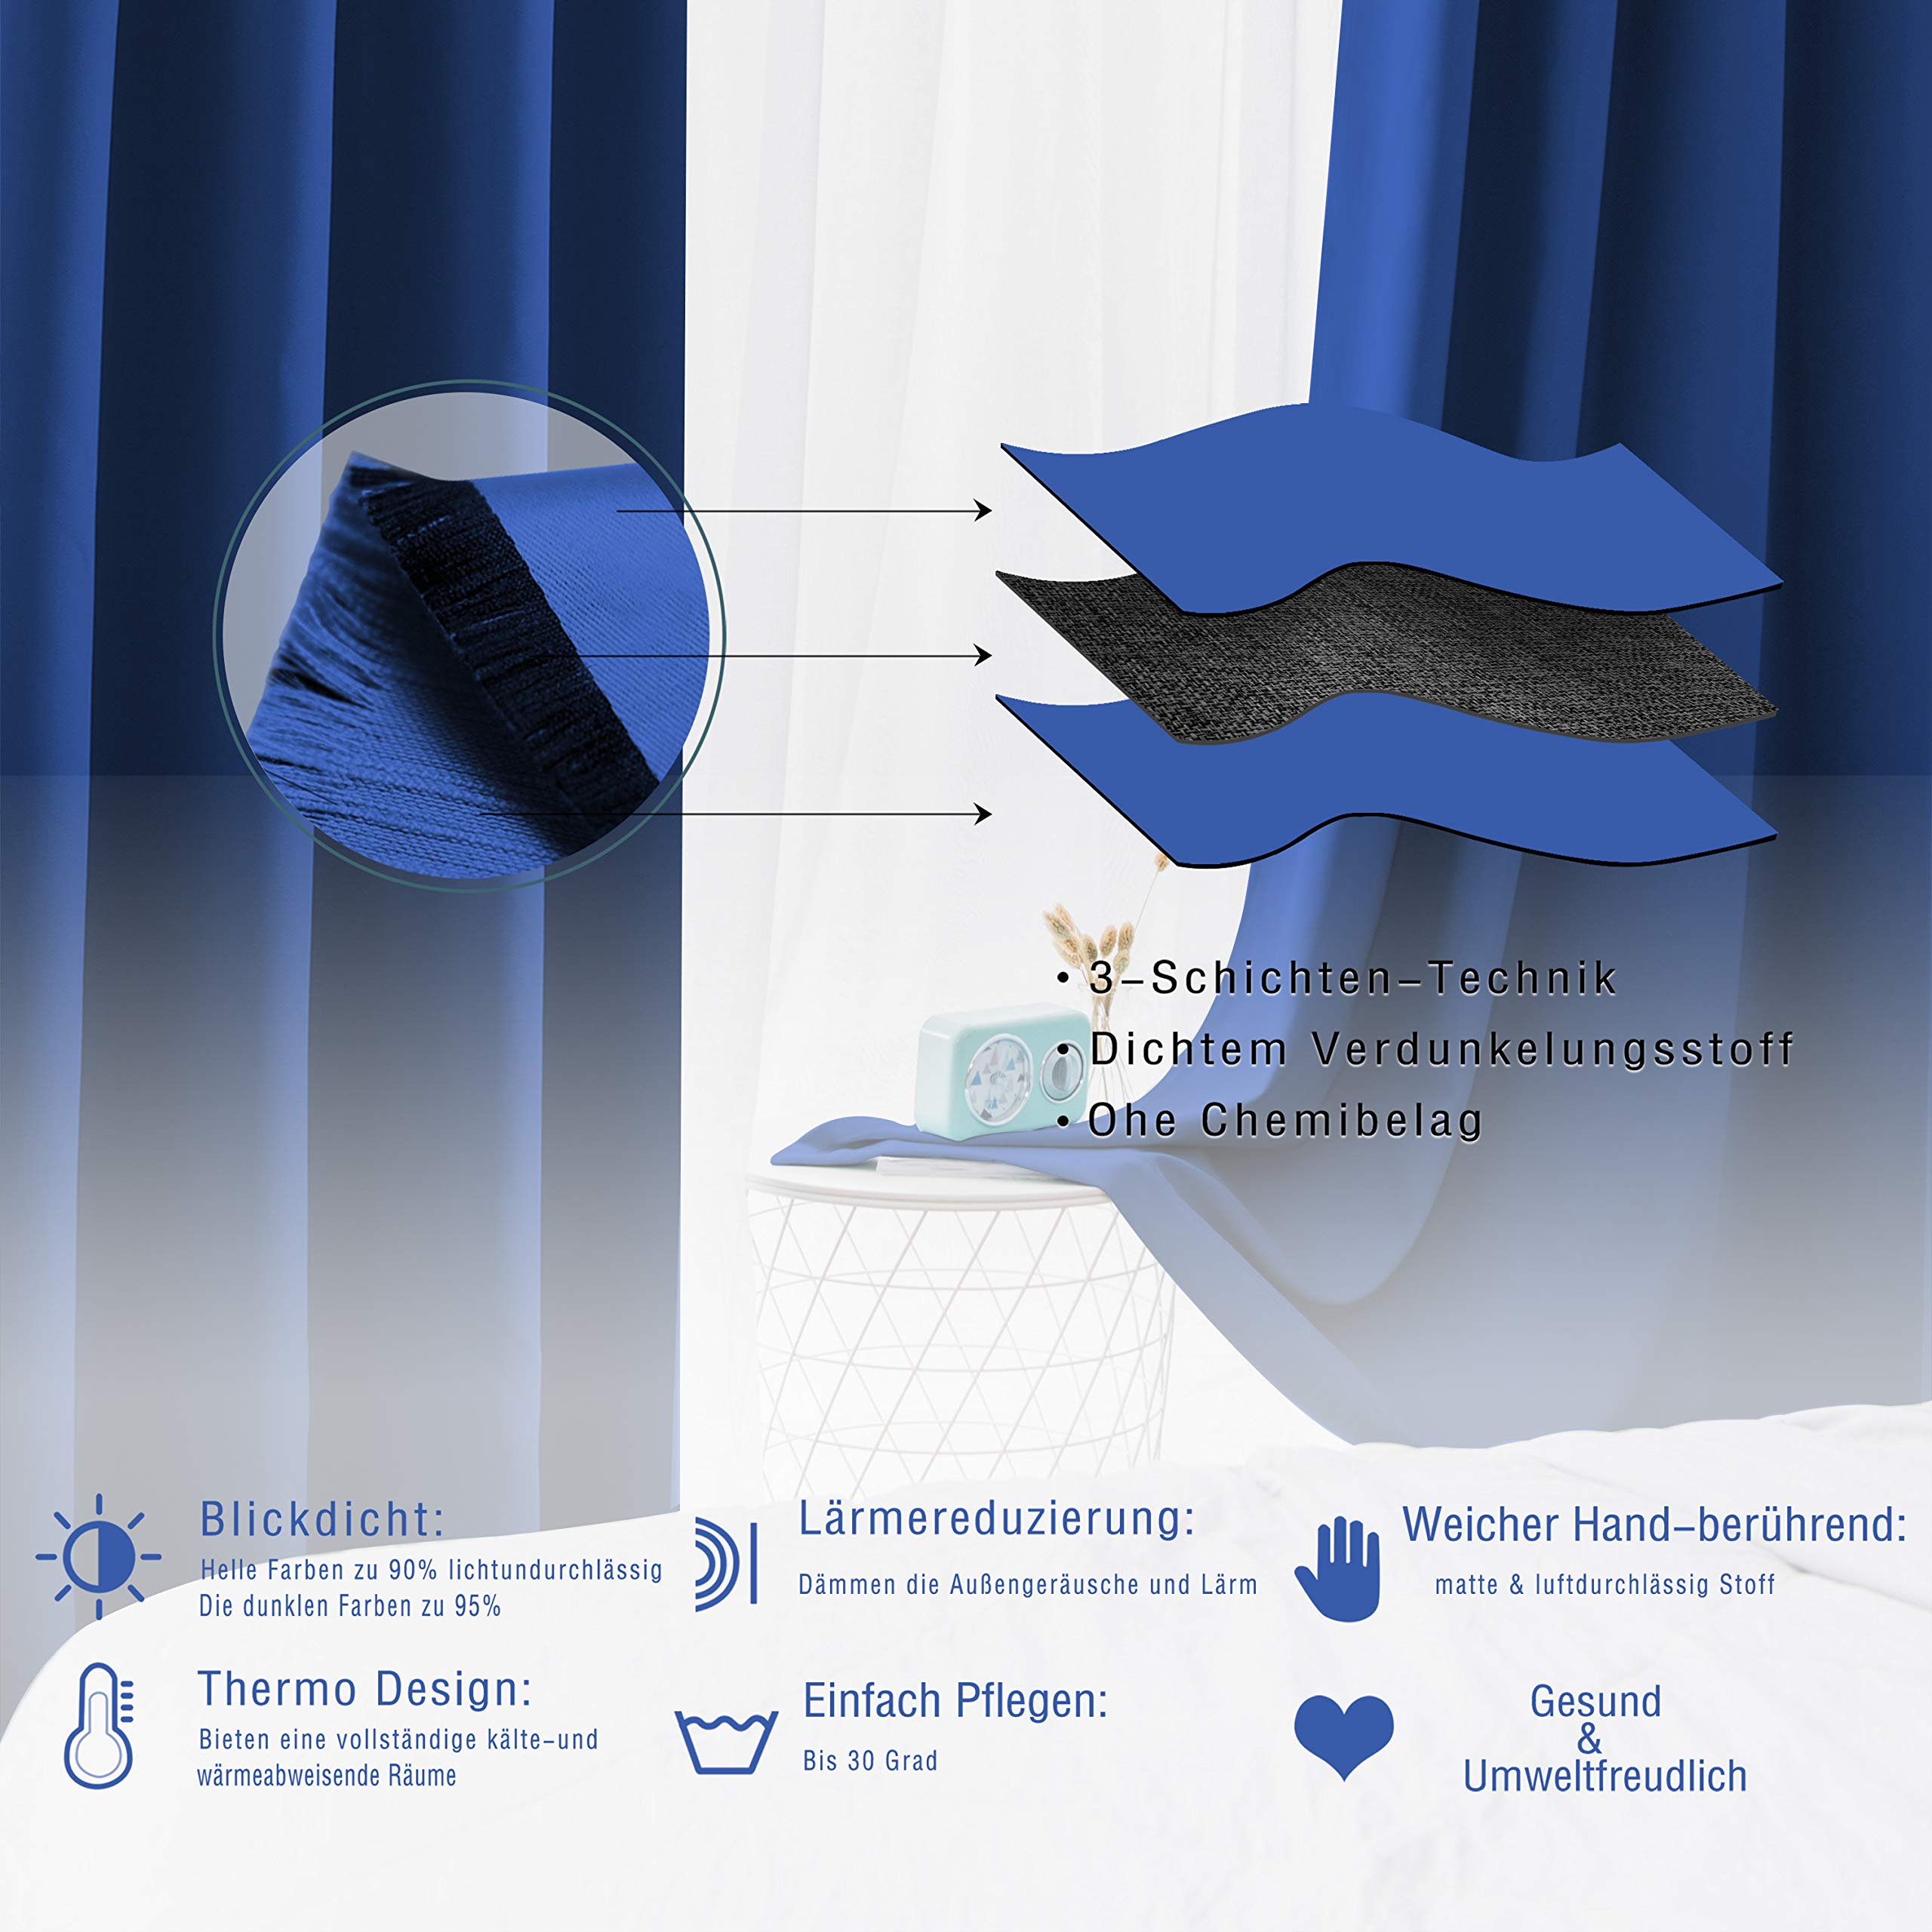 • 3-Schichten-Technik
• Dichtem Verdunkelungsstoff
• Ohe Chemibelag
Blickdicht:
Helle Farben zu 90% lichtundurchlässig
Die dunklen Farben zu 95%
Lärmereduzierung:
Dämmen die Außengeräusche und Lärm
Weicher Hand-berührend:
matte & luftdurchlässig Stoff
Thermo Design:
Bieten eine vollständige kälte-und
wärmeabweisende Räume
Einfach Pflegen:
Bis 30 Grad
Gesund
&
Umweltfreudlich